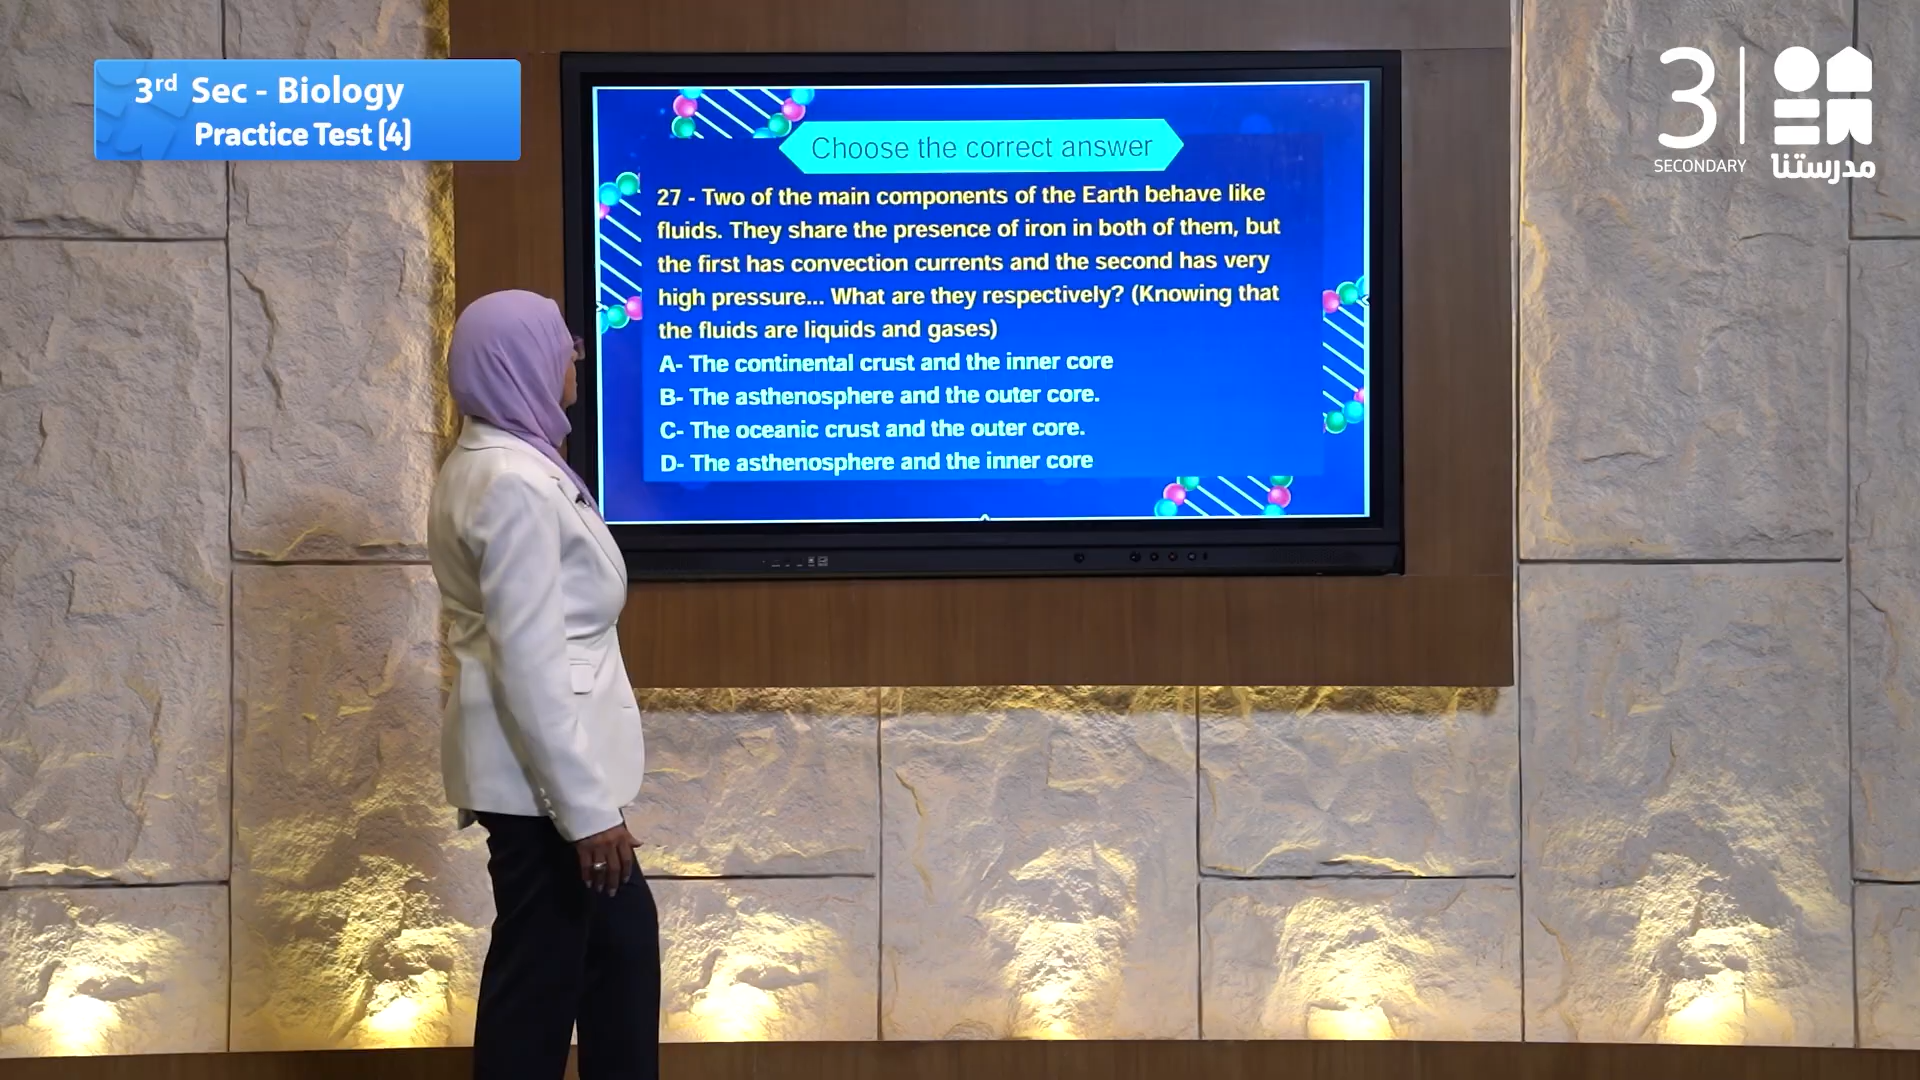 3rd Sec - Biology
Practice Test (4)
3
SECONDARY
مدرستنا
Choose the correct answer
27 - Two of the main components of the Earth behave like
fluids. They share the presence of iron in both of them, but
the first has convection currents and the second has very
high pressure... What are they respectively? (Knowing that
the fluids are liquids and gases)
A- The continental crust and the inner core
B- The asthenosphere and the outer core.
C- The oceanic crust and the outer core.
D- The asthenosphere and the inner core